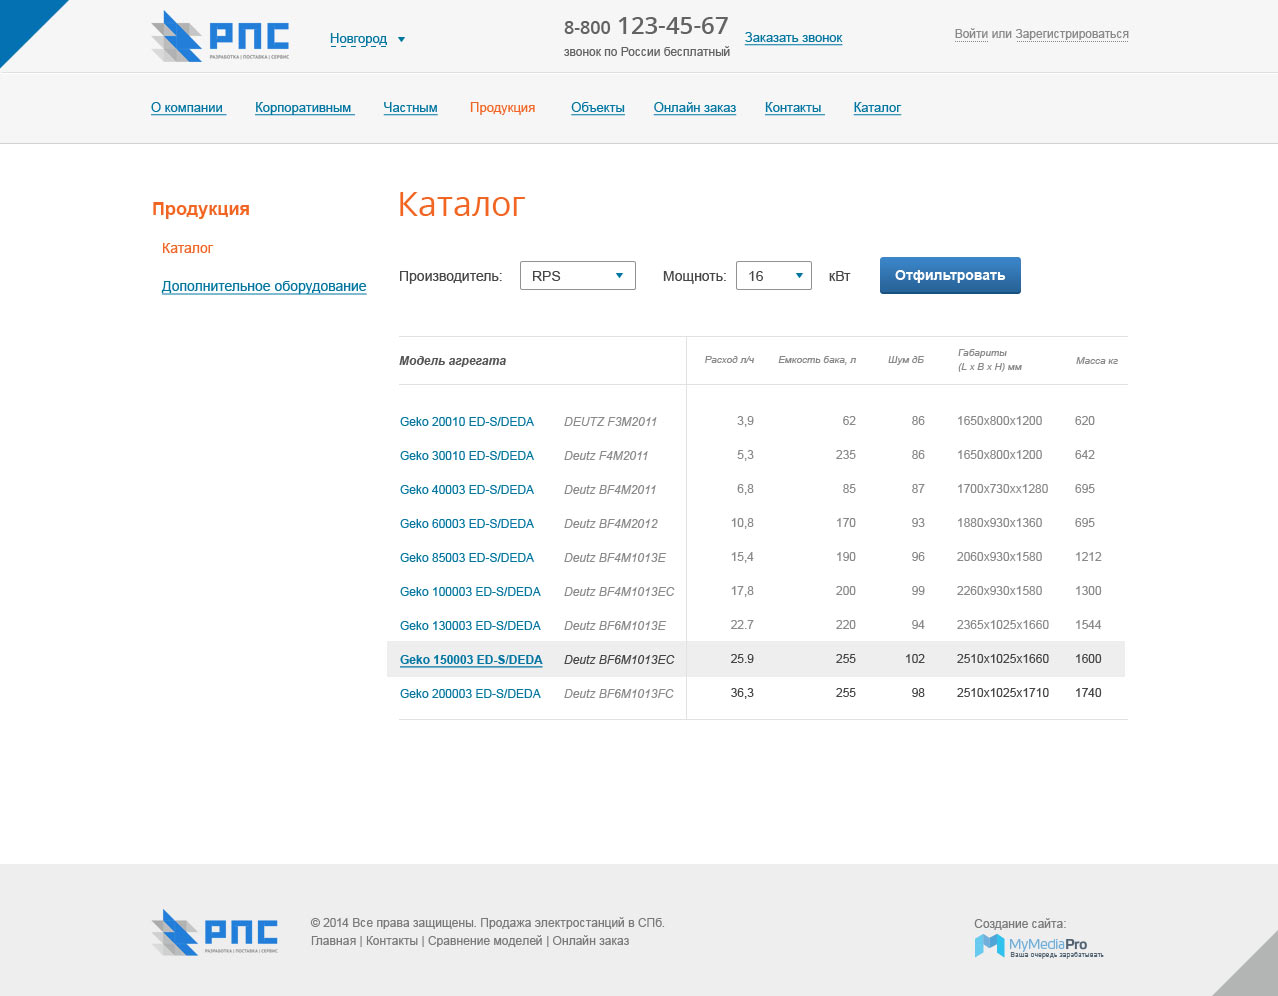 РПС
РАЗРАБОТКА | ПОСТАВКА | СЕРВИС
Новгород
8-800 123-45-67
звонок по России бесплатный
Заказать звонок
Войти или Зарегистрироваться
О компании Корпоративным Частным Продукция Объекты Онлайн заказ Контакты Каталог
Продукция
Каталог
Дополнительное оборудование
Каталог
Производитель: RPS Мощноть: 16 кВт Отфильтровать
Модель агрегата Расход л/ч Емкость бака, л Шум дБ Габариты (L x B x H) мм Масса кг
Geko 20010 ED-S/DEDA DEUTZ F3M2011 3,9 62 86 1650x800x1200 620
Geko 30010 ED-S/DEDA Deutz F4M2011 5,3 235 86 1650x800x1200 642
Geko 40003 ED-S/DEDA Deutz BF4M2011 6,8 85 87 1700x730xx1280 695
Geko 60003 ED-S/DEDA Deutz BF4M2012 10,8 170 93 1880x930x1360 695
Geko 85003 ED-S/DEDA Deutz BF4M1013E 15,4 190 96 2060x930x1580 1212
Geko 100003 ED-S/DEDA Deutz BF4M1013EC 17,8 200 99 2260x930x1580 1300
Geko 130003 ED-S/DEDA Deutz BF6M1013E 22.7 220 94 2365x1025x1660 1544
Geko 150003 ED-S/DEDA Deutz BF6M1013EC 25.9 255 102 2510x1025x1660 1600
Geko 200003 ED-S/DEDA Deutz BF6M1013FC 36,3 255 98 2510x1025x1710 1740
РПС
РАЗРАБОТКА | ПОСТАВКА | СЕРВИС
© 2014 Все права защищены. Продажа электростанций в СПб.
Главная | Контакты | Сравнение моделей | Онлайн заказ
Создание сайта:
MyMediaPro
Ваша очередь зарабатывать